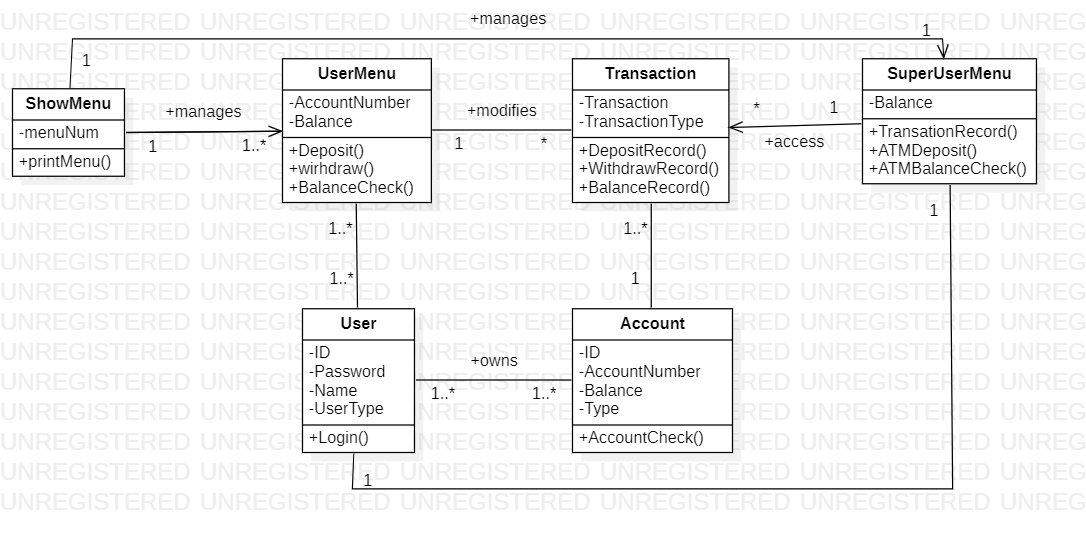 +manages
1
1
ShowMenu
-menuNum
+printMenu()
+manages
1
1..*
UserMenu
-AccountNumber
-Balance
+Deposit()
+wirhdraw()
+BalanceCheck()
+modifies
1
*
Transaction
-Transaction
-TransactionType
+DepositRecord()
+WithdrawRecord()
+BalanceRecord()
*
1
+access
SuperUserMenu
-Balance
+TransationRecord()
+ATMDeposit()
+ATMBalanceCheck()
1
1..*
1..*
1..*
1
User
-ID
-Password
-Name
-UserType
+Login()
+owns
1..*
1..*
Account
-ID
-AccountNumber
-Balance
-Type
+AccountCheck()
1
UNREGISTERED UNREGISTERED UNREGISTERED UNREGISTERED UNREGISTERED UNREG